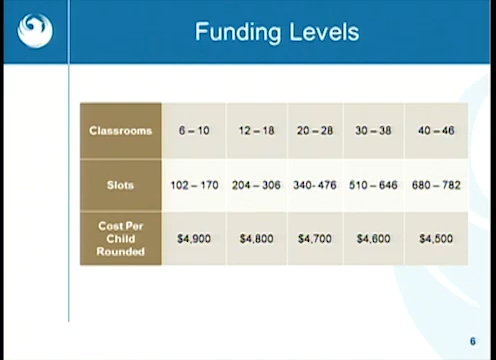 Funding Levels
Classrooms 6 – 10 12 – 18 20 – 28 30 – 38 40 – 46
Slots 102 – 170 204 – 306 340- 476 510 – 646 680 – 782
Cost Per
Child
Rounded $4,900 $4,800 $4,700 $4,600 $4,500
6